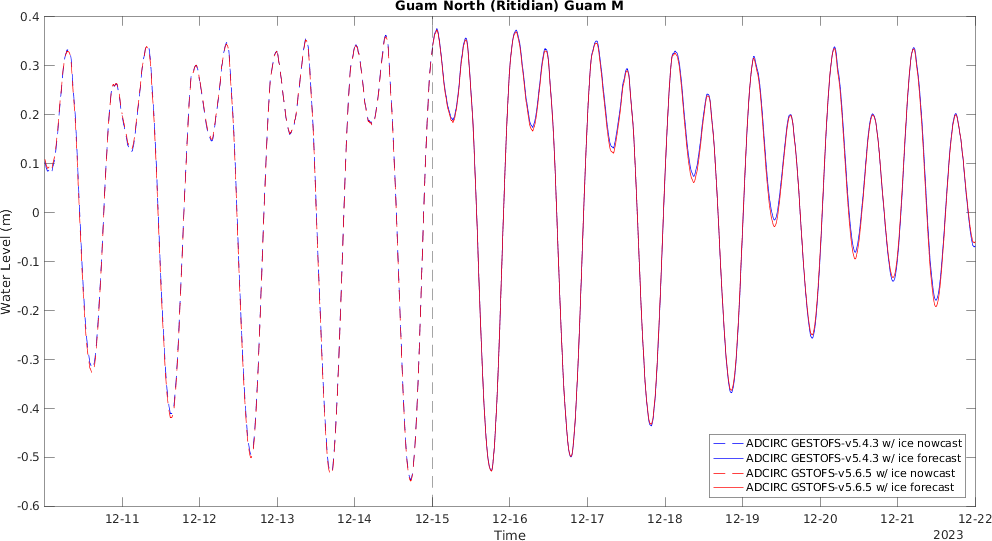 Guam North (Ritidian) Guam M
Water Level (m)
0.4
0.3
0.2
0.1
0
-0.1
-0.2
-0.3
-0.4
-0.5
-0.6
ADCIRC GESTOFS-v5.4.3 w/ ice nowcast
ADCIRC GESTOFS-v5.4.3 w/ ice forecast
ADCIRC GSTOFS-v5.6.5 w/ ice nowcast
ADCIRC GSTOFS-v5.6.5 w/ ice forecast
12-11 12-12 12-13 12-14 12-15 12-16 12-17 12-18 12-19 12-20 12-21 12-22
Time
2023